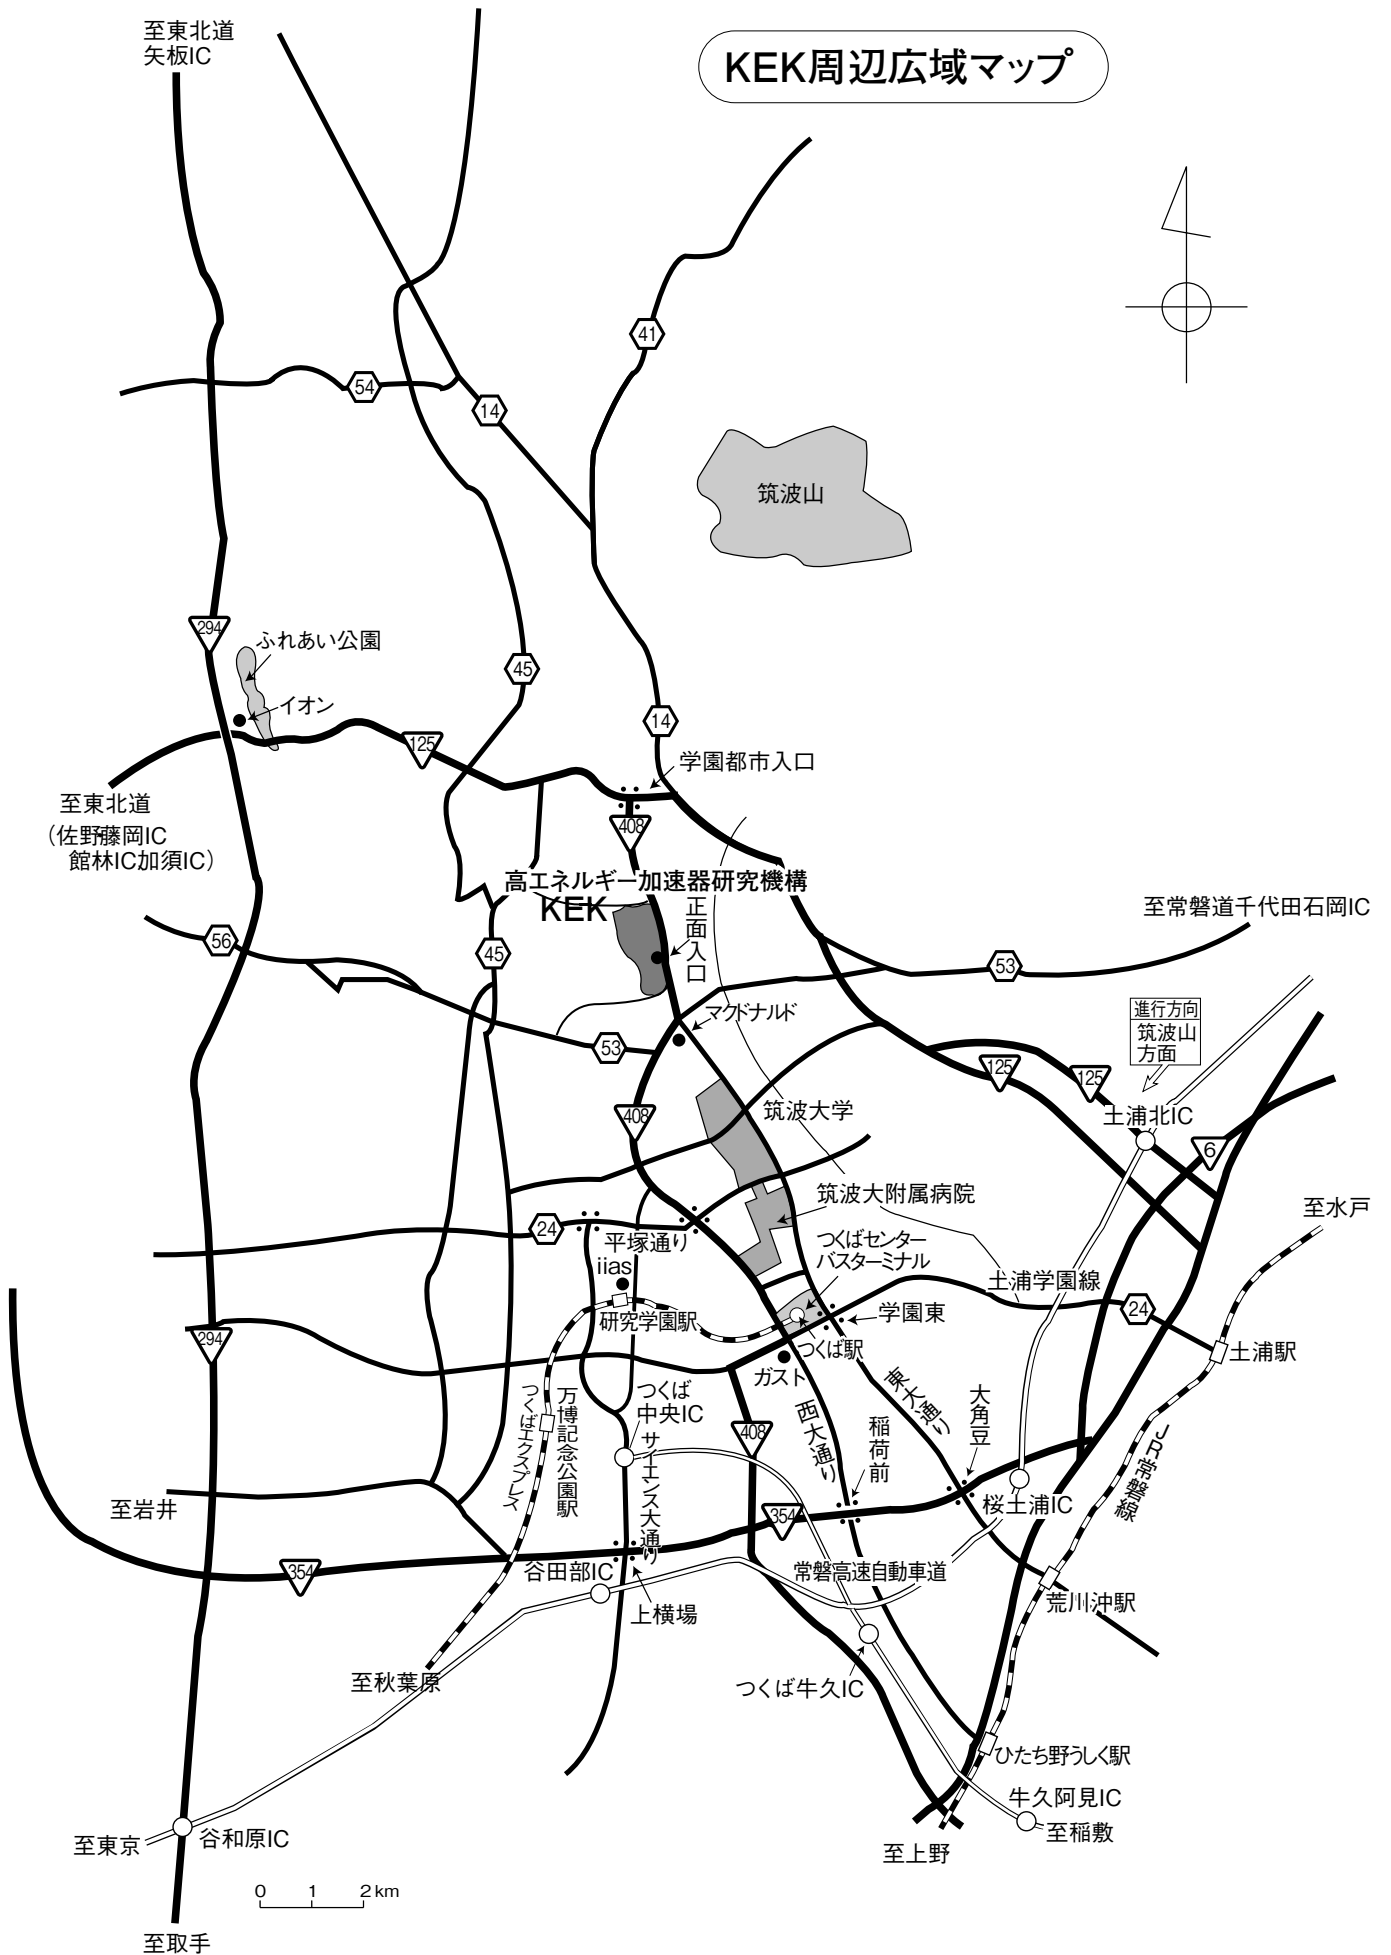 KEK周辺広域マップ
至東北道
矢板IC
41
54
14
筑波山
294
ふれあい公園
45
イオン
14
125
学園都市入口
至東北道
(佐野藤岡IC
館林IC加須IC)
408
高エネルギー加速器研究機構
KEK
正面入口
至常磐道千代田石岡IC
56
45
53
進行方向
筑波山
方面
マクドナルド
53
125
125
筑波大学
408
土浦北IC
6
筑波大附属病院
至水戸
24
平塚通り
つくばセンター
バスターミナル
iias
土浦学園線
研究学園駅
学園東
24
294
つくば駅
土浦駅
ガスト
つくば
中央IC
東大通り
大角豆
万博記念公園駅
つくばエクスプレス
西大通り
稲荷前
408
JR常磐線
サイエンス大通り
至岩井
桜土浦IC
354
354
谷田部IC
常磐高速自動車道
上横場
荒川沖駅
至秋葉原
つくば牛久IC
ひたち野うしく駅
牛久阿見IC
至稲敷
至東京
谷和原IC
至上野
0 1 2km
至取手